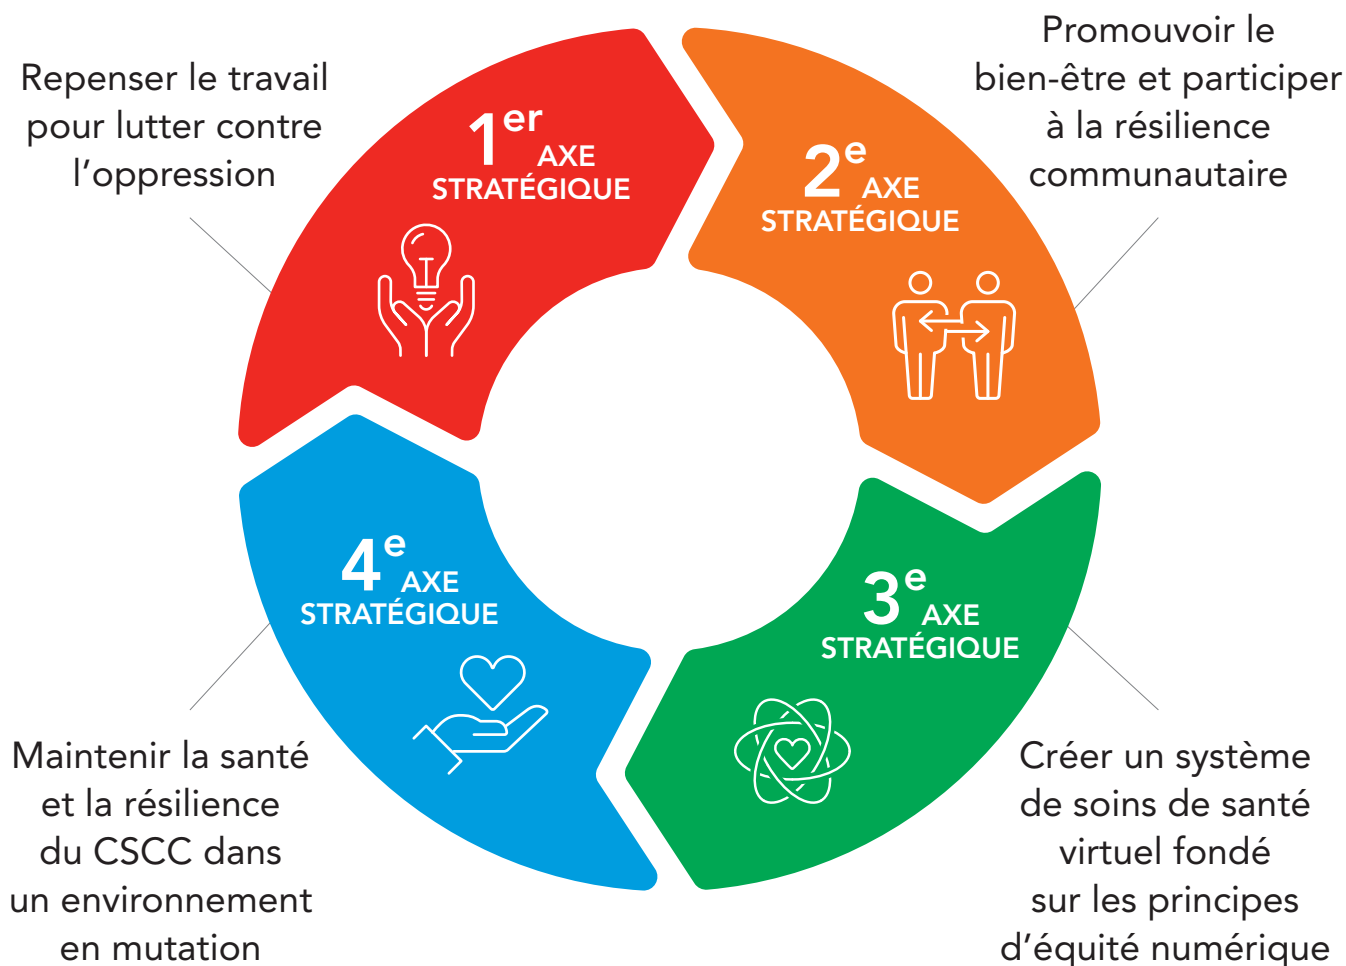 Repenser le travail
pour lutter contre
l’oppression
1er
AXE
STRATÉGIQUE
Promouvoir le
bien-être et participer
à la résilience
communautaire
2e
AXE
STRATÉGIQUE
3e
AXE
STRATÉGIQUE
Créer un système
de soins de santé
virtuel fondé
sur les principes
d’équité numérique
4e
AXE
STRATÉGIQUE
Maintenir la santé
et la résilience
du CSCC dans
un environnement
en mutation